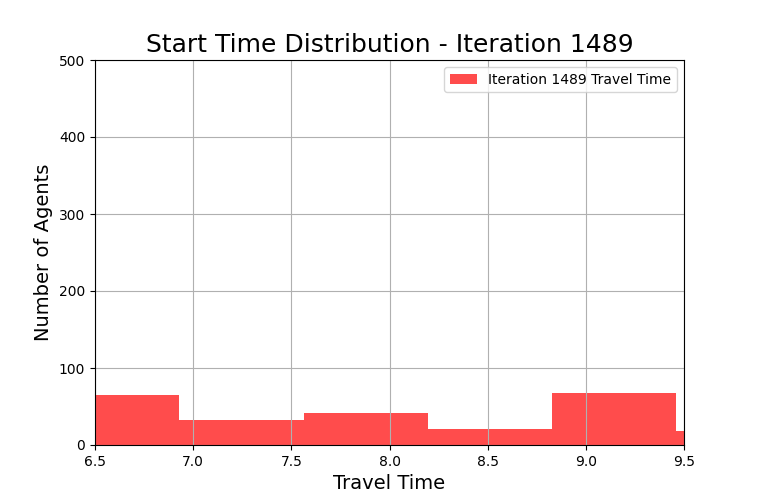 Start Time Distribution - Iteration 1489
500
Iteration 1489 Travel Time
400
300
200
100
0
Number of Agents
6.5 7.0 7.5 8.0 8.5 9.0 9.5
Travel Time